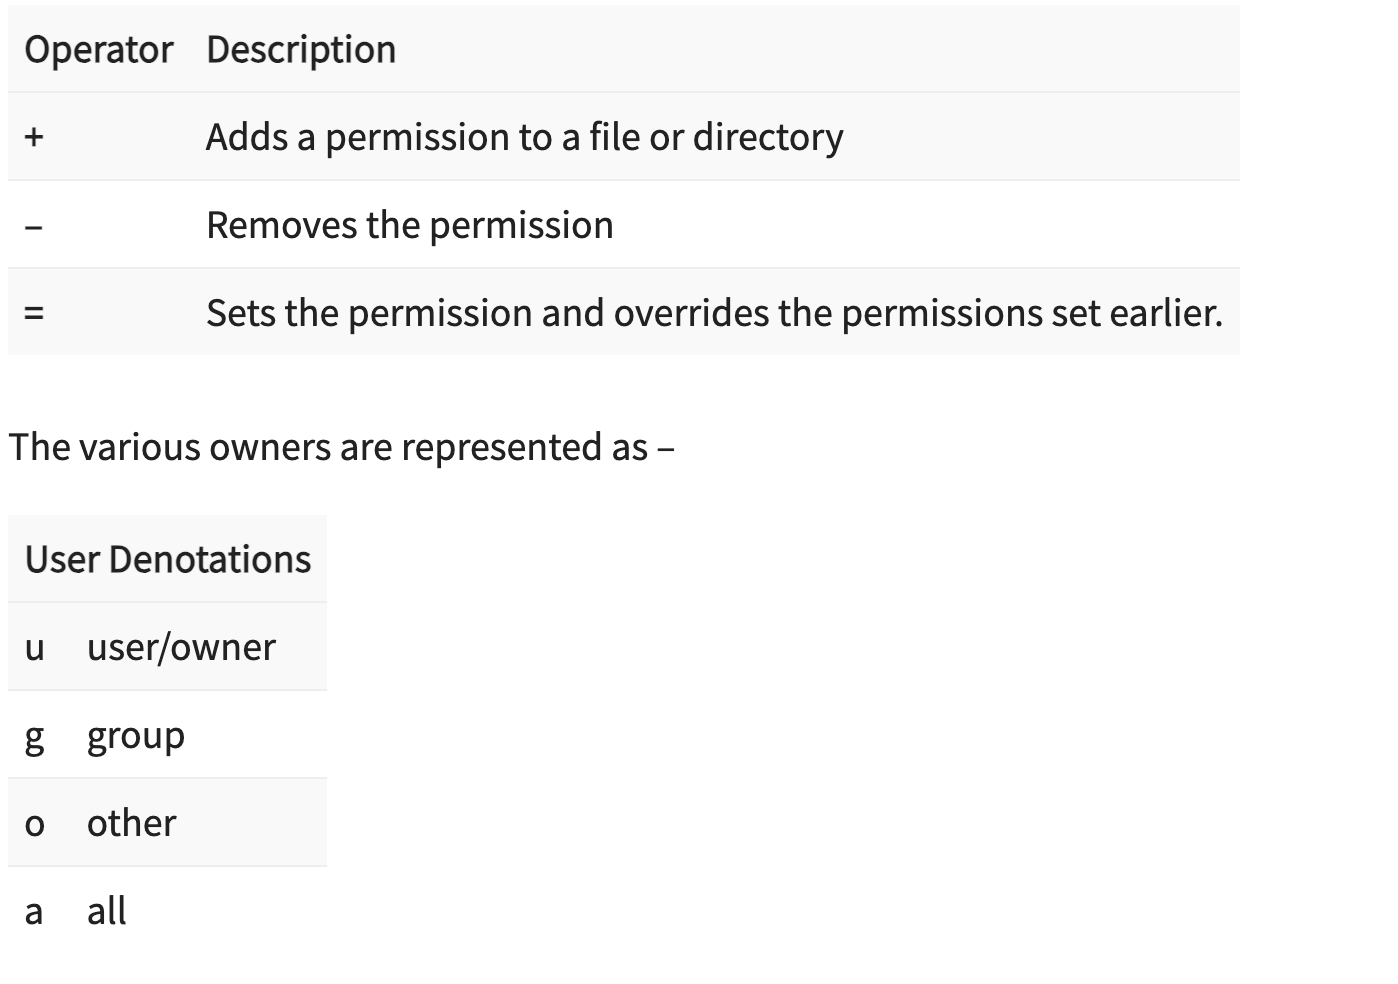 Operator Description
+ Adds a permission to a file or directory
– Removes the permission
= Sets the permission and overrides the permissions set earlier.
The various owners are represented as –
User Denotations
u user/owner
g group
o other
a all